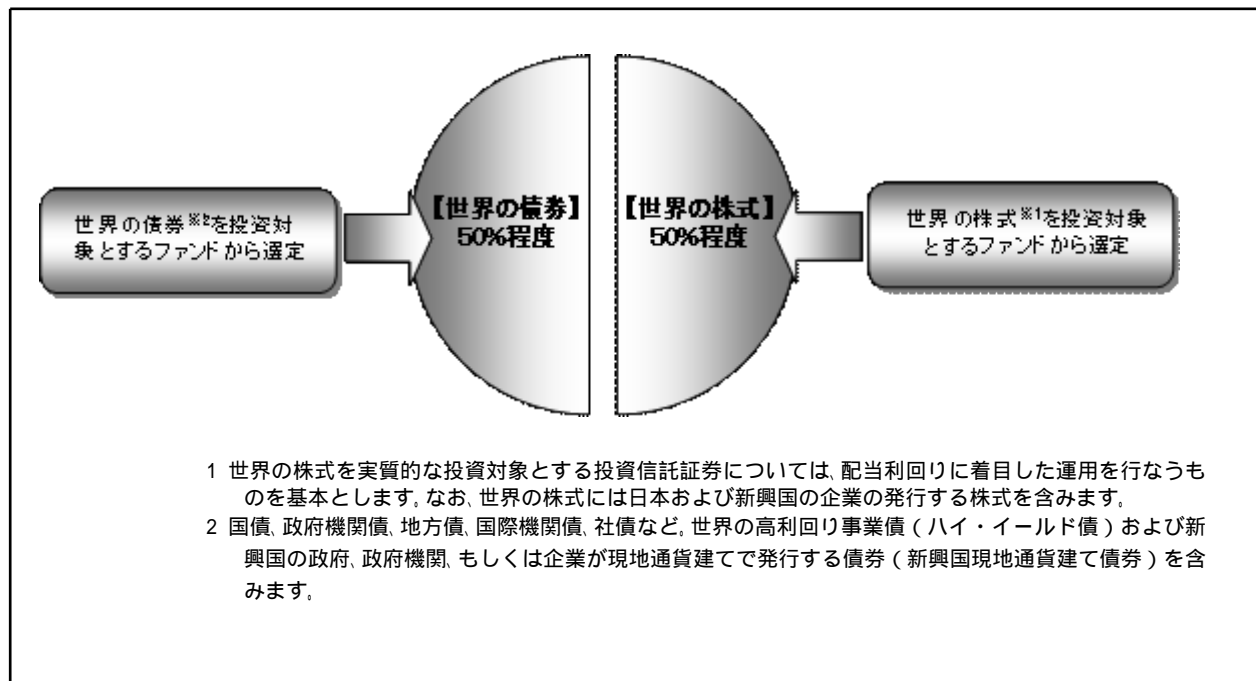 世界の債券※2を投資対
象とするファンドから選定
【世界の債券】
50%程度
【世界の株式】
50%程度
世界の株式※1を投資対象
とするファンドから選定
1 世界の株式を実質的な投資対象とする投資信託証券については、配当利回りに着目した運用を行なうも
のを基本とします。なお、世界の株式には日本および新興国の企業の発行する株式を含みます。
2 国債、政府機関債、地方債、国際機関債、社債など。世界の高利回り事業債(ハイ・イールド債)および新
興国の政府、政府機関、もしくは企業が現地通貨建てで発行する債券(新興国現地通貨建て債券)を含
みます。